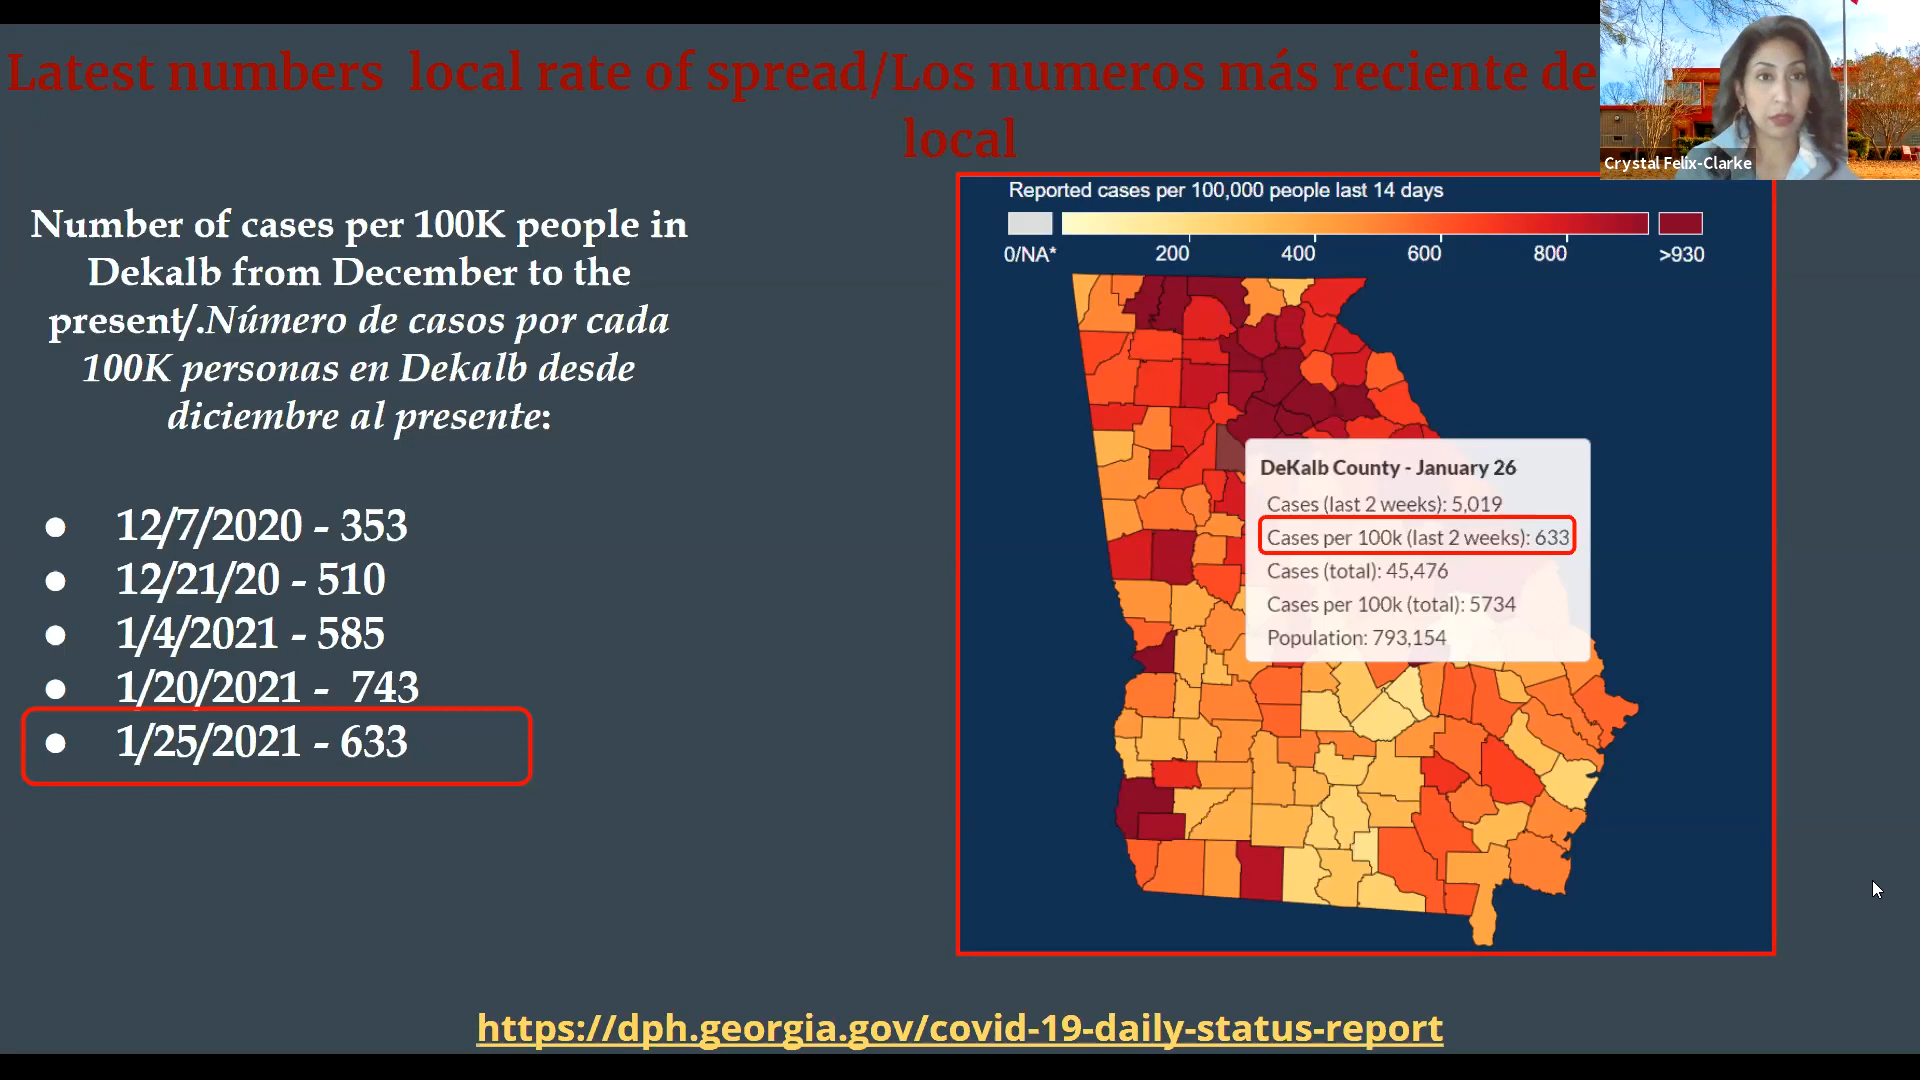 Latest numbers  local rate of spread/Los numeros más reciente de
local
Crystal Felix-Clarke
Number of cases per 100K people in
Dekalb from December to the
present/.Número de casos por cada
100K personas en Dekalb desde
diciembre al presente:
● 12/7/2020 - 353
● 12/21/20 - 510
● 1/4/2021 - 585
● 1/20/2021 -  743
● 1/25/2021 - 633
Reported cases per 100,000 people last 14 days
0/NA* 200 400 600 800 >930
DeKalb County - January 26
Cases (last 2 weeks): 5,019
Cases per 100k (last 2 weeks): 633
Cases (total): 45,476
Cases per 100k (total): 5734
Population: 793,154
https://dph.georgia.gov/covid-19-daily-status-report